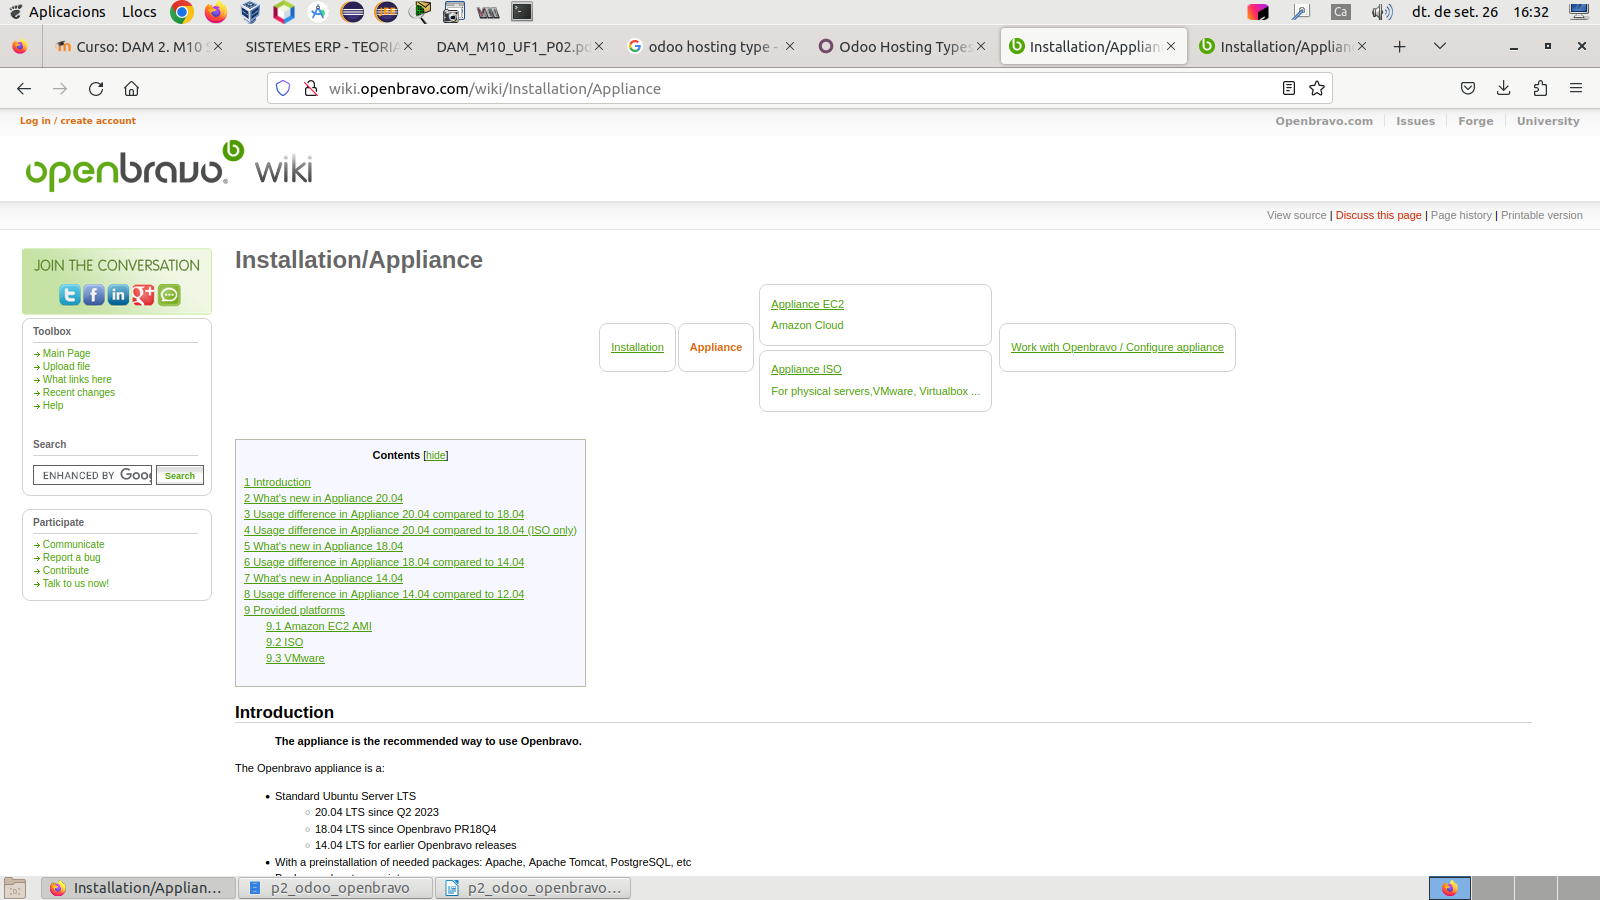 Aplicacions Llocs
Ca dt. de set. 26 16:32
Curso: DAM 2. M10 SISTEMES ERP - TEORIA DAM_M10_UF1_P02.pd odoo hosting type - Odoo Hosting Types Installation/Applian Installation/Applian
wiki.openbravo.com/wiki/Installation/Appliance
Log in / create account
Openbravo.com Issues Forge University
openbravo wiki
View source | Discuss this page | Page history | Printable version
JOIN THE CONVERSATION
Toolbox
Main Page
Upload file
What links here
Recent changes
Help
Search
ENHANCED BY Goo Search
Participate
Communicate
Report a bug
Contribute
Talk to us now!
Installation/Appliance
Installation
Appliance
Appliance EC2
Amazon Cloud
Appliance ISO
For physical servers,VMware, Virtualbox ...
Work with Openbravo / Configure appliance
Contents [hide]
1 Introduction
2 What's new in Appliance 20.04
3 Usage difference in Appliance 20.04 compared to 18.04
4 Usage difference in Appliance 20.04 compared to 18.04 (ISO only)
5 What's new in Appliance 18.04
6 Usage difference in Appliance 18.04 compared to 14.04
7 What's new in Appliance 14.04
8 Usage difference in Appliance 14.04 compared to 12.04
9 Provided platforms
9.1 Amazon EC2 AMI
9.2 ISO
9.3 VMware
Introduction
The appliance is the recommended way to use Openbravo.
The Openbravo appliance is a:
Standard Ubuntu Server LTS
20.04 LTS since Q2 2023
18.04 LTS since Openbravo PR18Q4
14.04 LTS for earlier Openbravo releases
With a preinstallation of needed packages: Apache, Apache Tomcat, PostgreSQL, etc
Installation/Applian... p2_odoo_openbravo p2_odoo_openbravo...